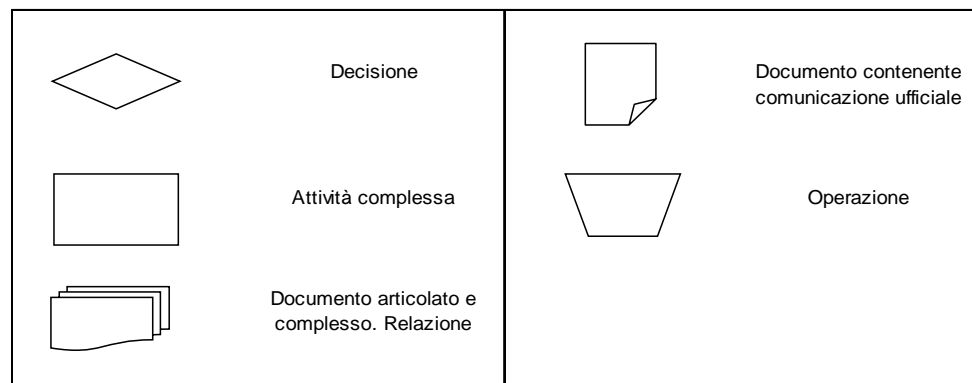 Decisione
Attività complessa
Documento articolato e
complesso. Relazione
Documento contenente
comunicazione ufficiale
Operazione